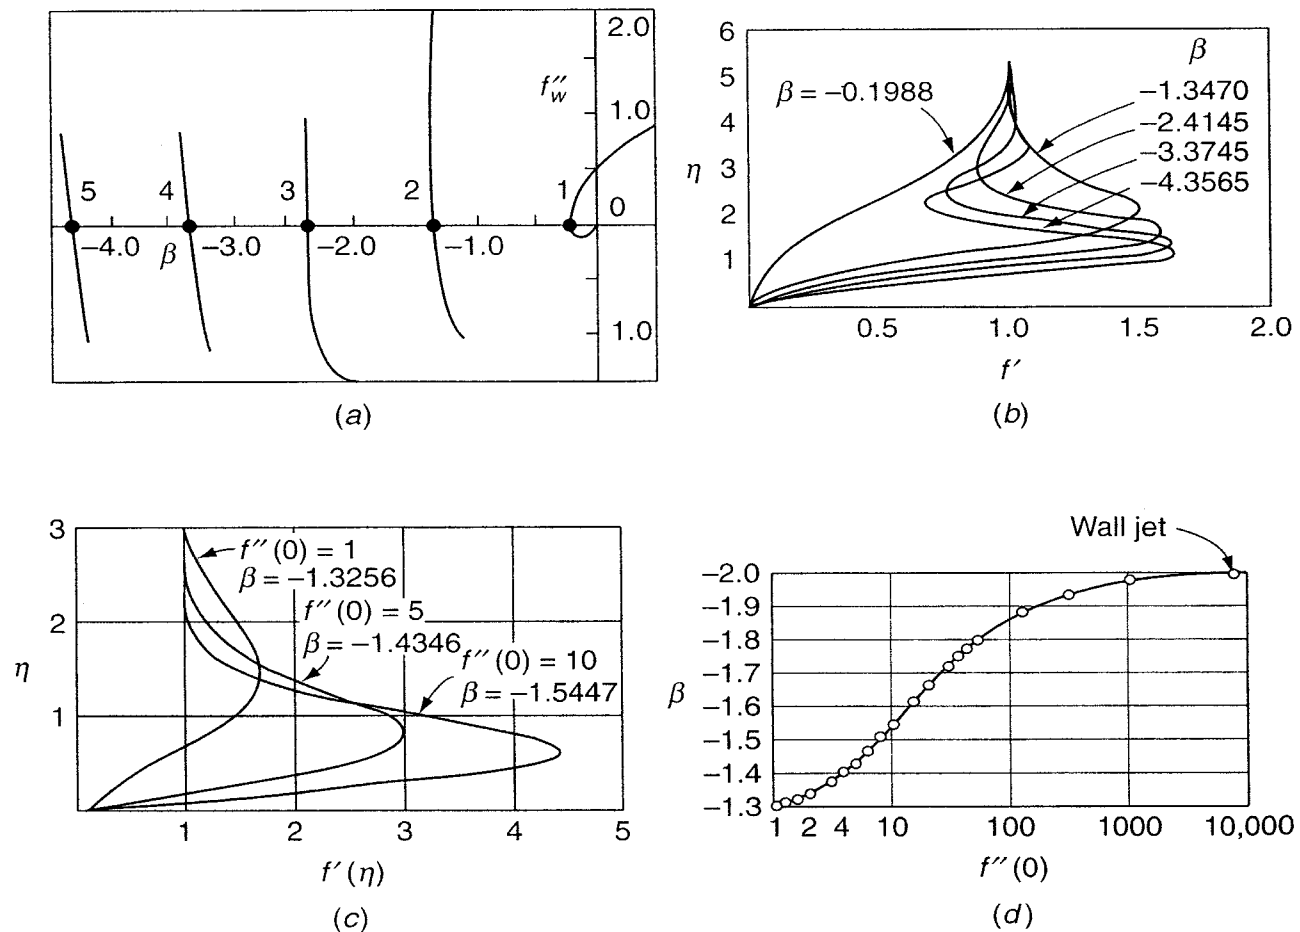 2.0
f''w
1.0
5 4 3 2 1 0
−4.0 β −3.0 −2.0 −1.0
1.0
(a)
6
5
4
3
η
2
1
β
β = −0.1988
−1.3470
−2.4145
−3.3745
−4.3565
0.5 1.0 1.5 2.0
f'
(b)
3
2
η
1
f''(0) = 1
β = −1.3256
f''(0) = 5
β = −1.4346
f''(0) = 10
β = −1.5447
1 2 3 4 5
f'(η)
(c)
Wall jet
−2.0
−1.9
−1.8
−1.7
β
−1.6
−1.5
−1.4
−1.3
1 2 4 10 100 1000 10,000
f''(0)
(d)